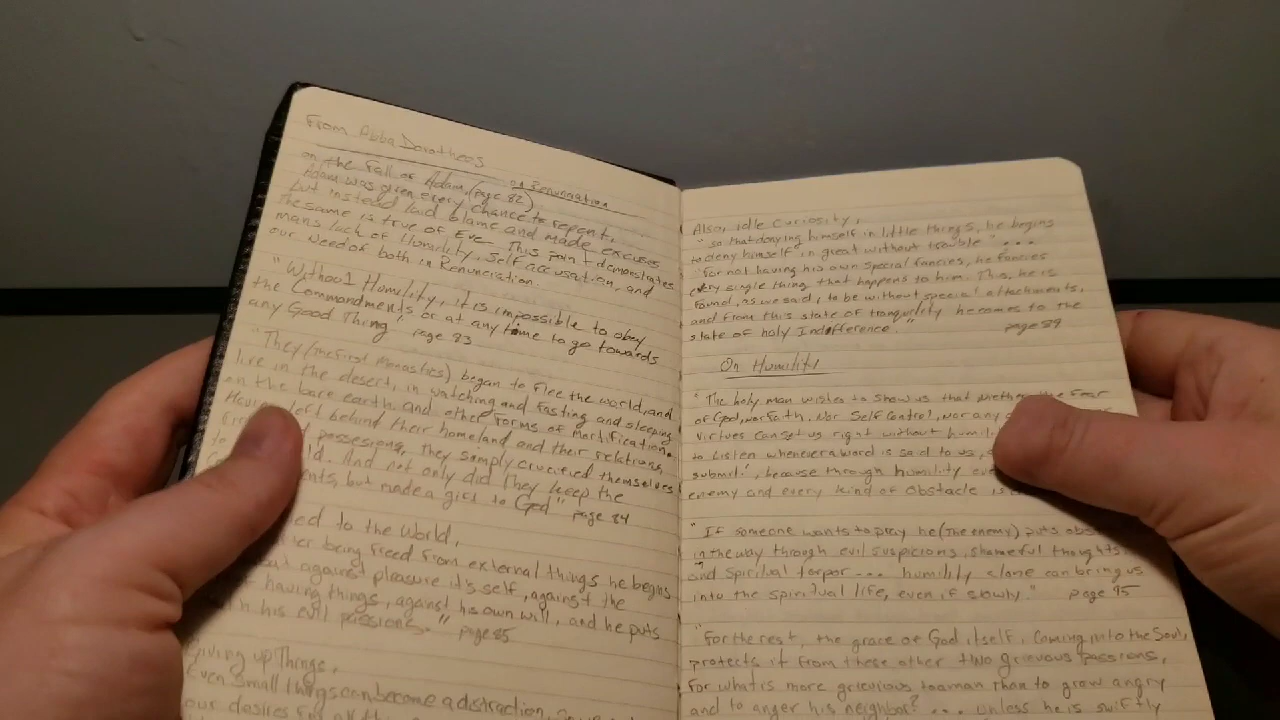 From Abba Dorotheos
on Renunciation
on the Fall of Adam, (page 82)
Adam was given every chance to repent,
but instead laid blame and made excuses
The same is true of Eve. This point demonstrates
mans lack of Humility, Self accusation, and
our need of both in Renunciation.
"Without Humility, it is impossible to obey
the Commandments or at any time to go towards
any Good Thing" page 83
"They (the first Monastics) began to flee the world, and
live in the desert, in watching and fasting and sleeping
on the bare earth and other forms of mortification.
Having left behind their homeland and their relations,
and possesions, They simply crucified themselves
to And not only did They keep the
but made a gift to God" page 84
to the World,
being freed from external things he begins
against pleasure it's self, against the
having things, against his own will, and he puts
his evil passions." page 85
Giving up Things,
Even Small things can become a distraction,
our desires for
Also, idle Curiosity,
"so that denying himself in little things, he begins
to deny himself in great without trouble" ...
"for not having his own special fancies, he fancies
every single thing that happens to him. Thus, he is
found, as we said, to be without special attachments,
and from this state of tranquility he comes to the
state of holy Indifference." page 89
On Humility
"The holy man wishes to show us that neither the Fear
of God, nor faith, Nor Self Control, Nor any
virtues can set us right without
to Listen whenever a word is said to us,
submit.', because through humility
enemy and every kind of obstacle is
"If someone wants to pray he (The enemy) puts
in the way through evil suspicions, shameful thoughts
and Spiritual torpor... humility alone can bring us
into the spiritual life, even if slowly." page 95
"For the rest, the grace of God itself, Coming into the Soul,
protects it from these other two grievous passions,
For what is more grievious to a man than to grow angry
and to anger his neighbor? ... unless he is swiftly